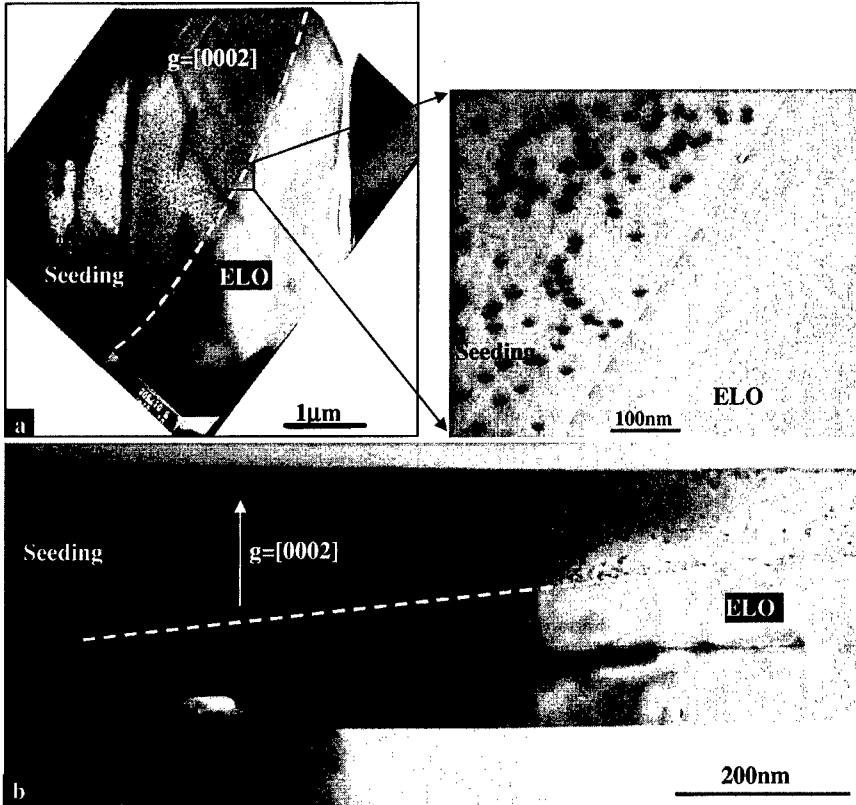 g=[0002]
Seeding
ELO
1μm
a
Seeding
ELO
100nm
Seeding
g=[0002]
ELO
200nm
b